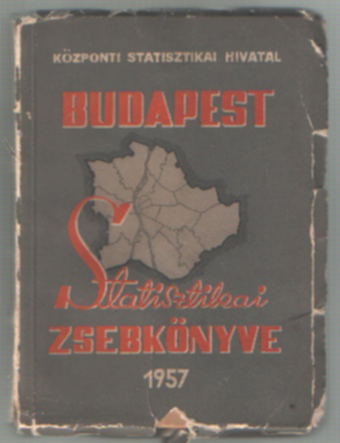 KÖZPONTI STATISZTIKAI HIVATAL
BUDAPEST
Statisztikai
ZSEBKÖNYVE
1957